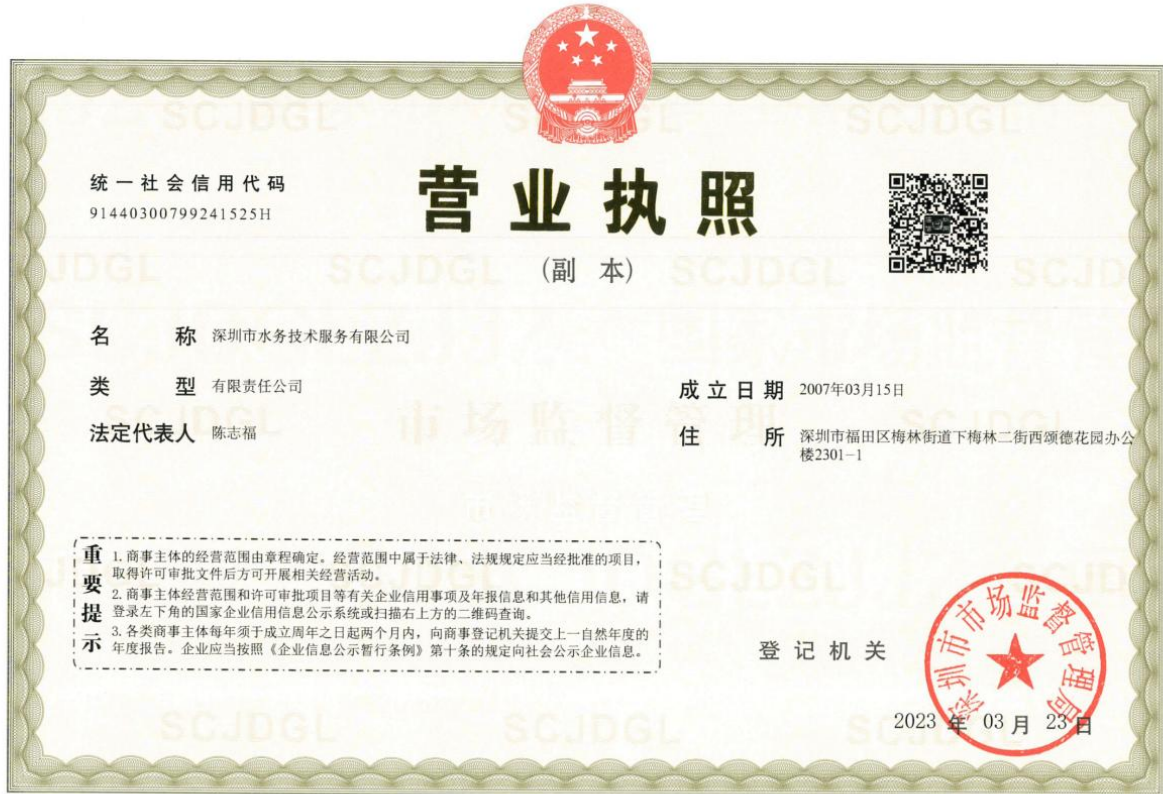 统一社会信用代码
91440300799241525H
营业执照
(副 本)
名 称 深圳市水务技术服务有限公司
类 型 有限责任公司
法定代表人 陈志福
成立日期 2007年03月15日
住 所 深圳市福田区梅林街道下梅林二街西颂德花园办公
楼2301-1
重要提示
1. 商事主体的经营范围由章程确定。经营范围中属于法律、法规规定应当经批准的项目，
取得许可审批文件后方可开展相关经营活动。
2. 商事主体经营范围和许可审批项目等有关企业信用事项及年报信息和其他信用信息，请
登录左下角的国家企业信用信息公示系统或扫描右上方的二维码查询。
3. 各类商事主体每年须于成立周年之日起两个月内，向商事登记机关提交上一自然年度的
年度报告。企业应当按照《企业信息公示暂行条例》第十条的规定向社会公示企业信息。
登记机关
深圳市市场监督管理局
2023 年 03 月 23 日
SCJDGL
市场监督管理